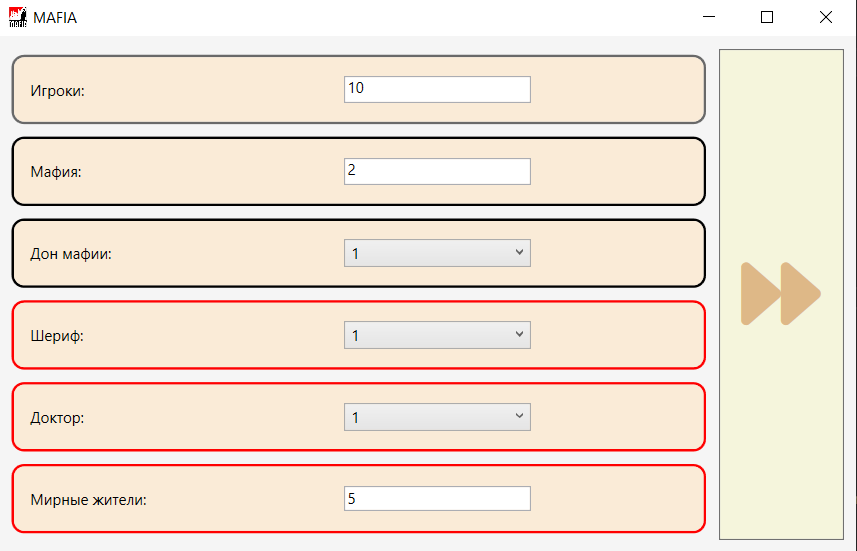 MAFIA
Игроки: 10
Мафия: 2
Дон мафии: 1
Шериф: 1
Доктор: 1
Мирные жители: 5